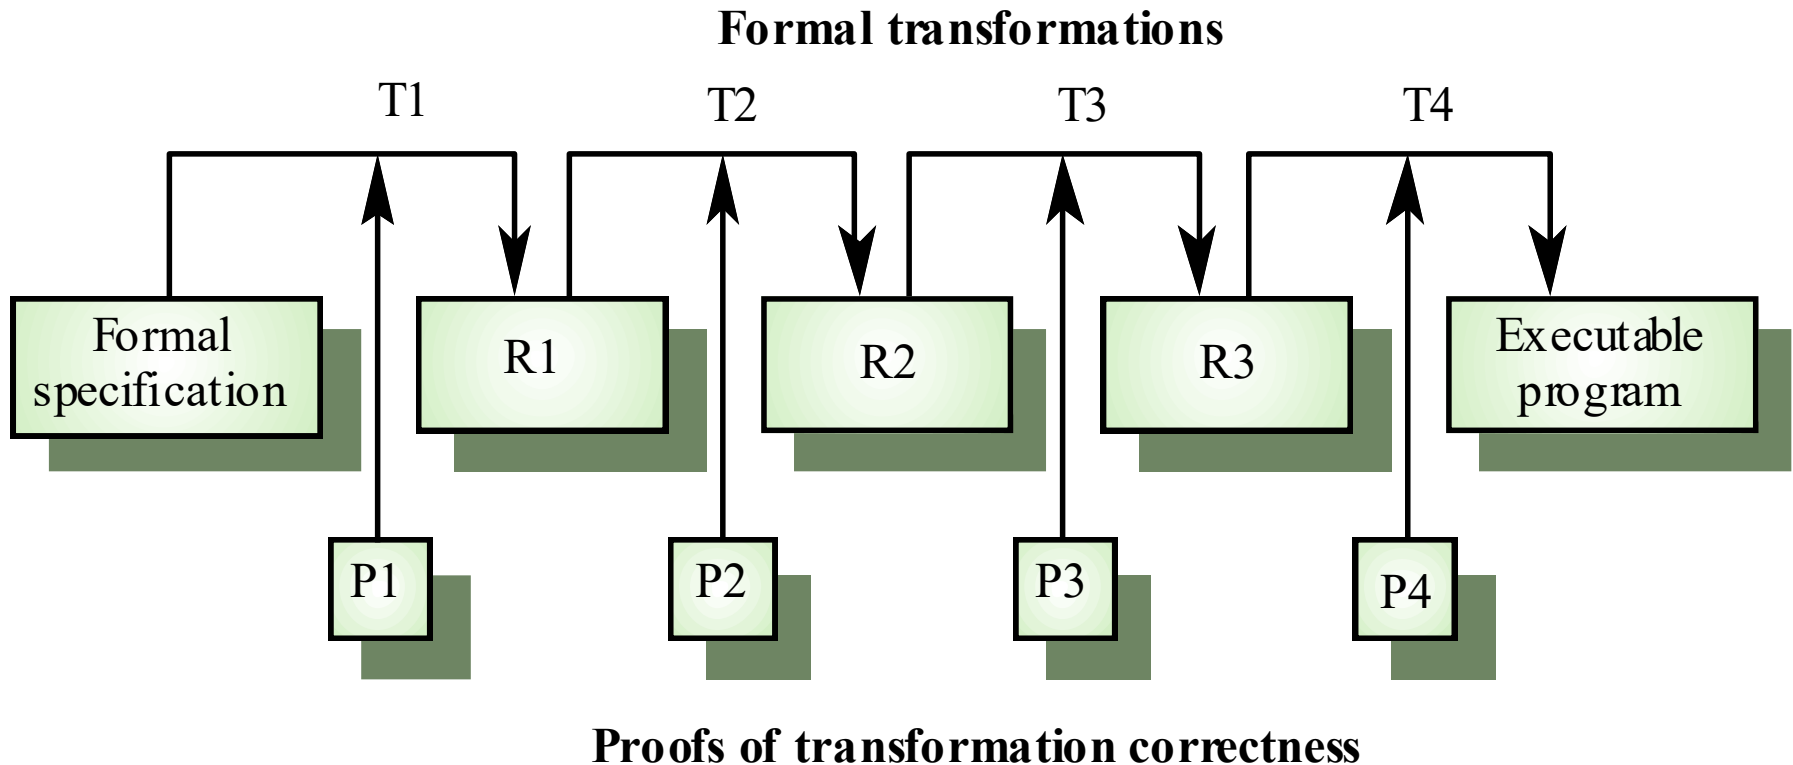 Formal transformations
T1
T2
T3
T4
Formal
specification
R1
R2
R3
Executable
program
P1
P2
P3
P4
Proofs of transformation correctness